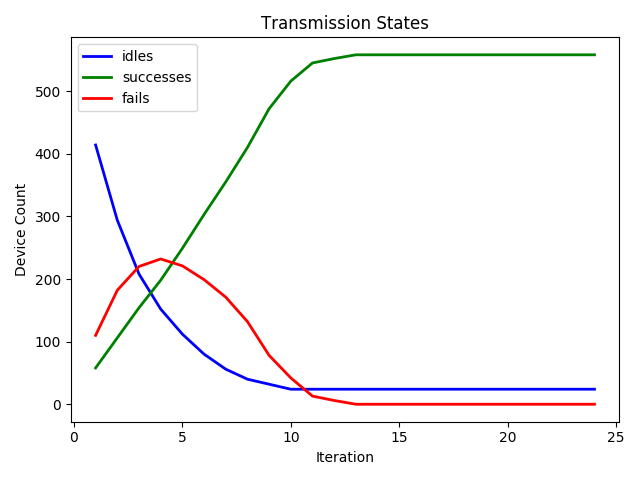 Transmission States
idles
successes
fails
Device Count
500
400
300
200
100
0
0 5 10 15 20 25
Iteration